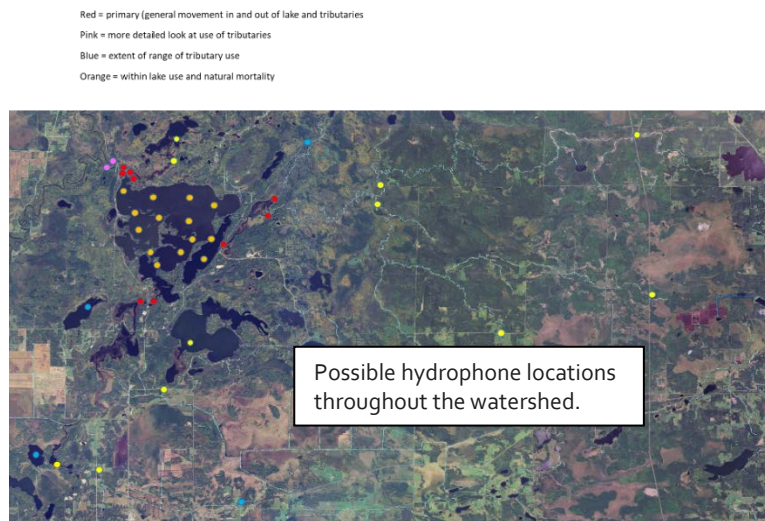 Red = primary (general movement in and out of lake and tributaries
Pink = more detailed look at use of tributaries
Blue = extent of range of tributary use
Orange = within lake use and natural mortality
Possible hydrophone locations
throughout the watershed.